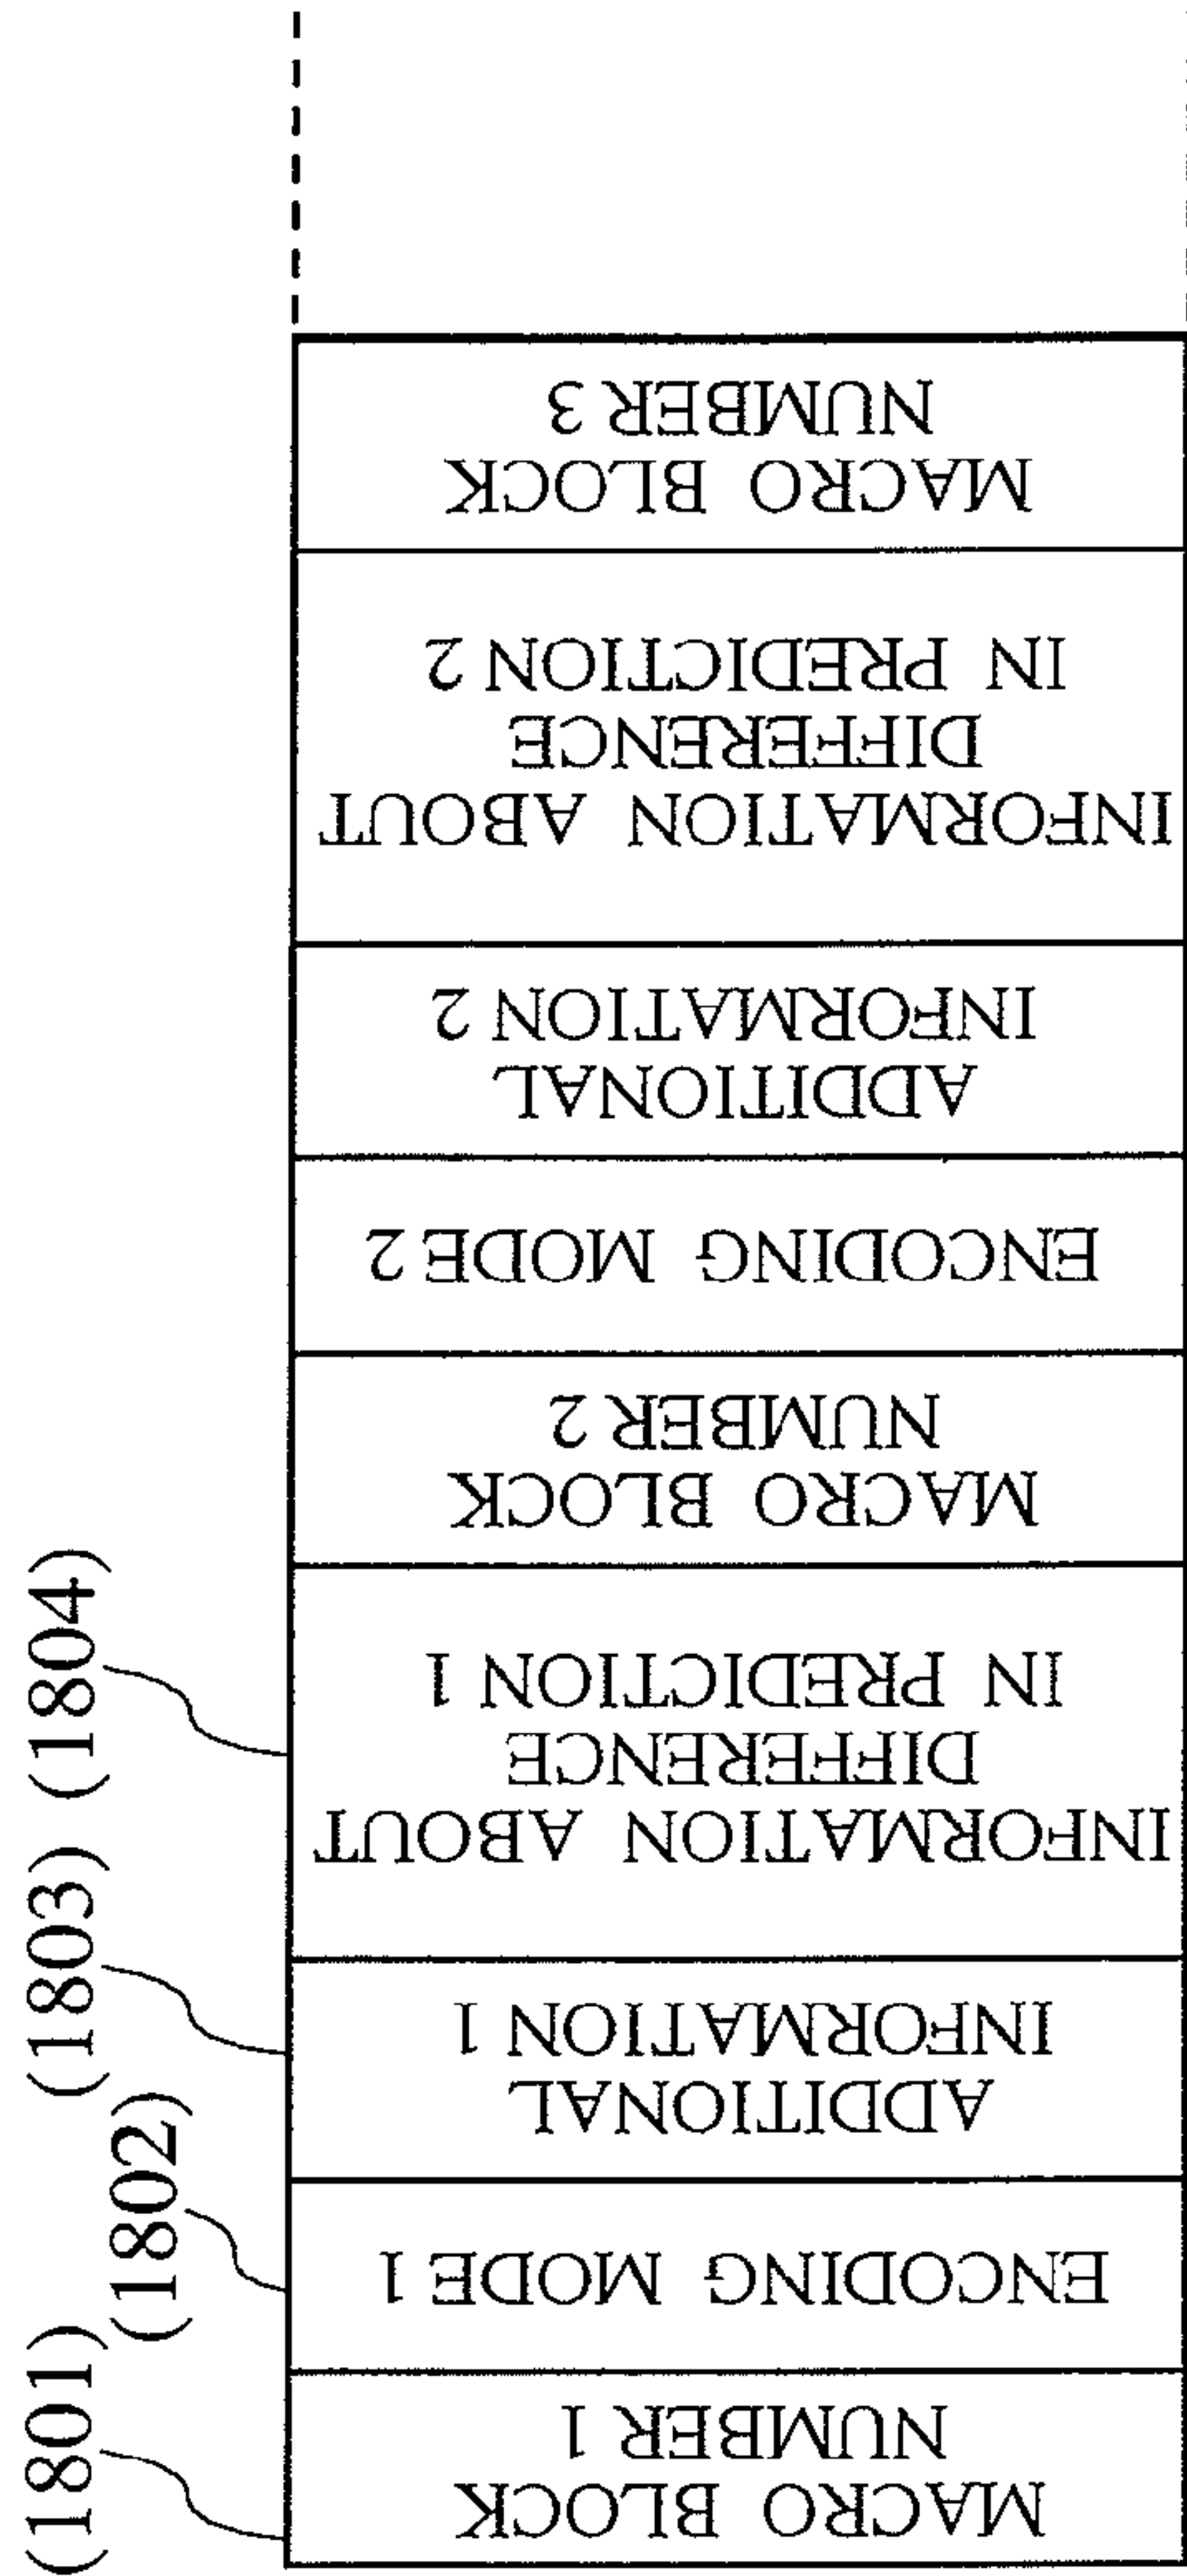 (1801)
(1802)
(1803)
(1804)
MACRO BLOCK
NUMBER 1
ENCODING MODE 1
ADDITIONAL
INFORMATION 1
INFORMATION ABOUT
DIFFERENCE
IN PREDICTION 1
MACRO BLOCK
NUMBER 2
ENCODING MODE 2
ADDITIONAL
INFORMATION 2
INFORMATION ABOUT
DIFFERENCE
IN PREDICTION 2
MACRO BLOCK
NUMBER 3